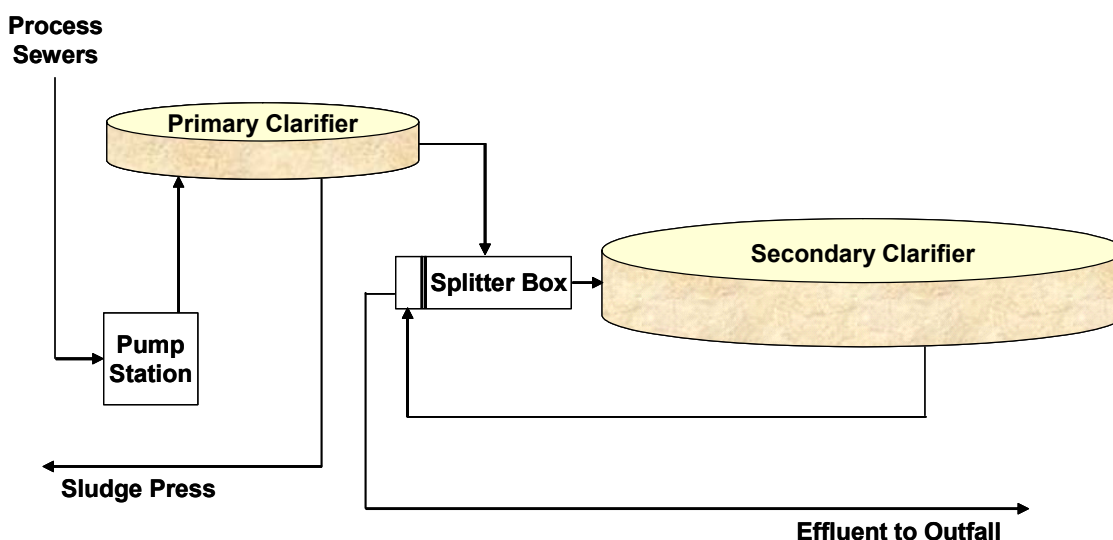 Process
Sewers
Primary Clarifier
Secondary Clarifier
Splitter Box
Pump
Station
Sludge Press
Effluent to Outfall